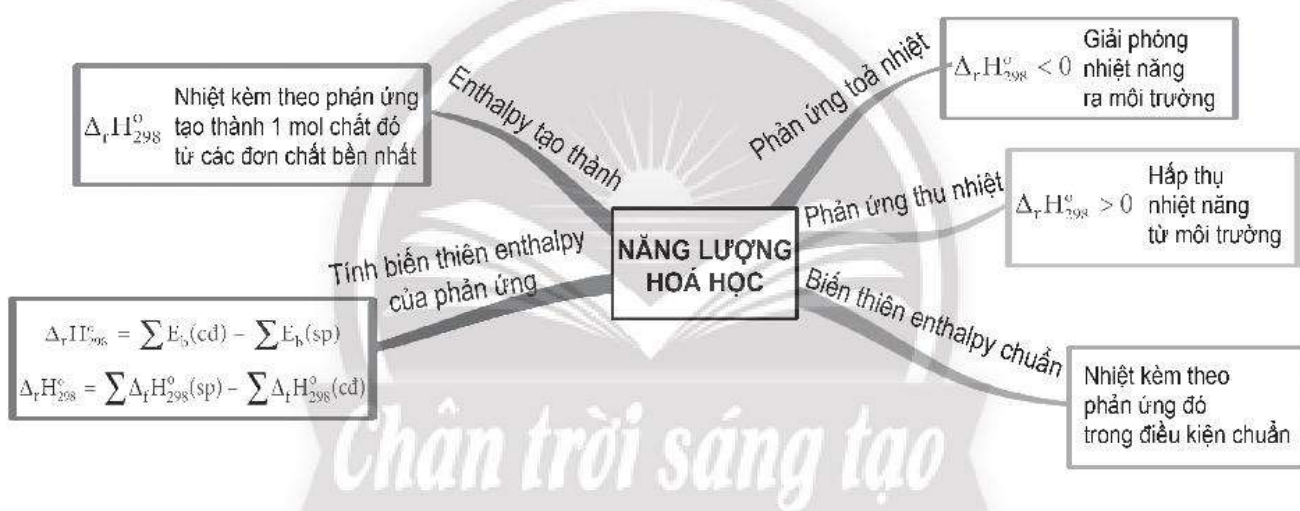 NĂNG LƯỢNG
HOÁ HỌC
Enthalpy tạo thành
ΔfH°298
Nhiệt kèm theo phản ứng
tạo thành 1 mol chất đó
từ các đơn chất bền nhất
Tính biến thiên enthalpy
của phản ứng
ΔrH°298 = ∑Eb(cđ) – ∑Eb(sp)
ΔrH°298 = ∑ΔfH°298(sp) – ∑ΔfH°298(cđ)
Phản ứng toả nhiệt
ΔrH°298 < 0
Giải phóng
nhiệt năng
ra môi trường
Phản ứng thu nhiệt
ΔrH°298 > 0
Hấp thụ
nhiệt năng
từ môi trường
Biến thiên enthalpy chuẩn
Nhiệt kèm theo
phản ứng đó
trong điều kiện chuẩn
Chân trời sáng tạo